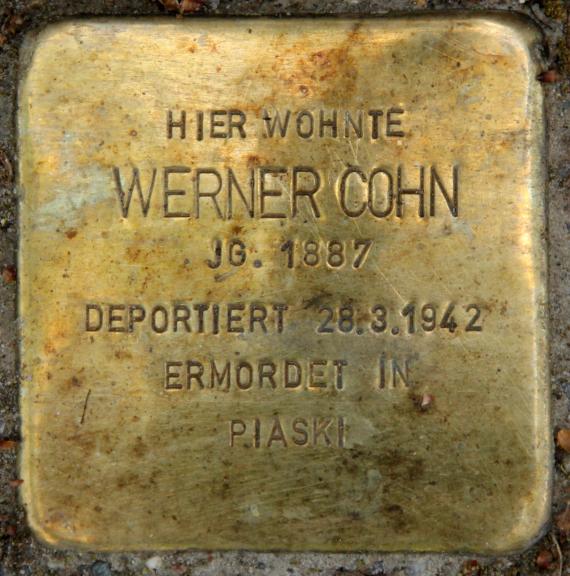 HIER WOHNTE
WERNER COHN
JG. 1887
DEPORTIERT 28.3.1942
ERMORDET IN
PIASKI